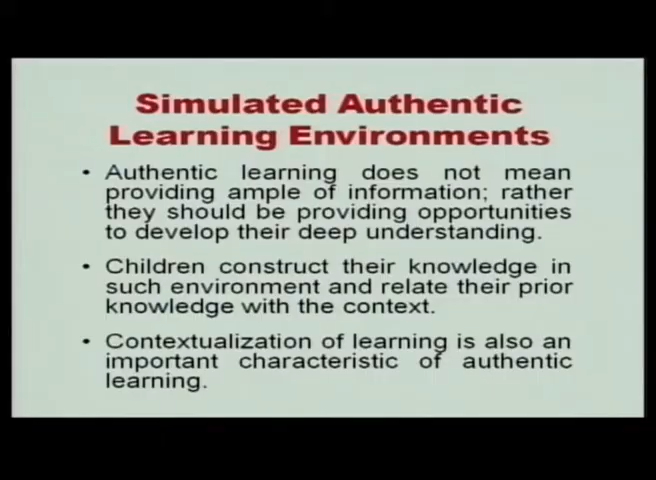 Simulated Authentic
Learning Environments
• Authentic learning does not mean
providing ample of information; rather
they should be providing opportunities
to develop their deep understanding.
• Children construct their knowledge in
such environment and relate their prior
knowledge with the context.
• Contextualization of learning is also an
important characteristic of authentic
learning.